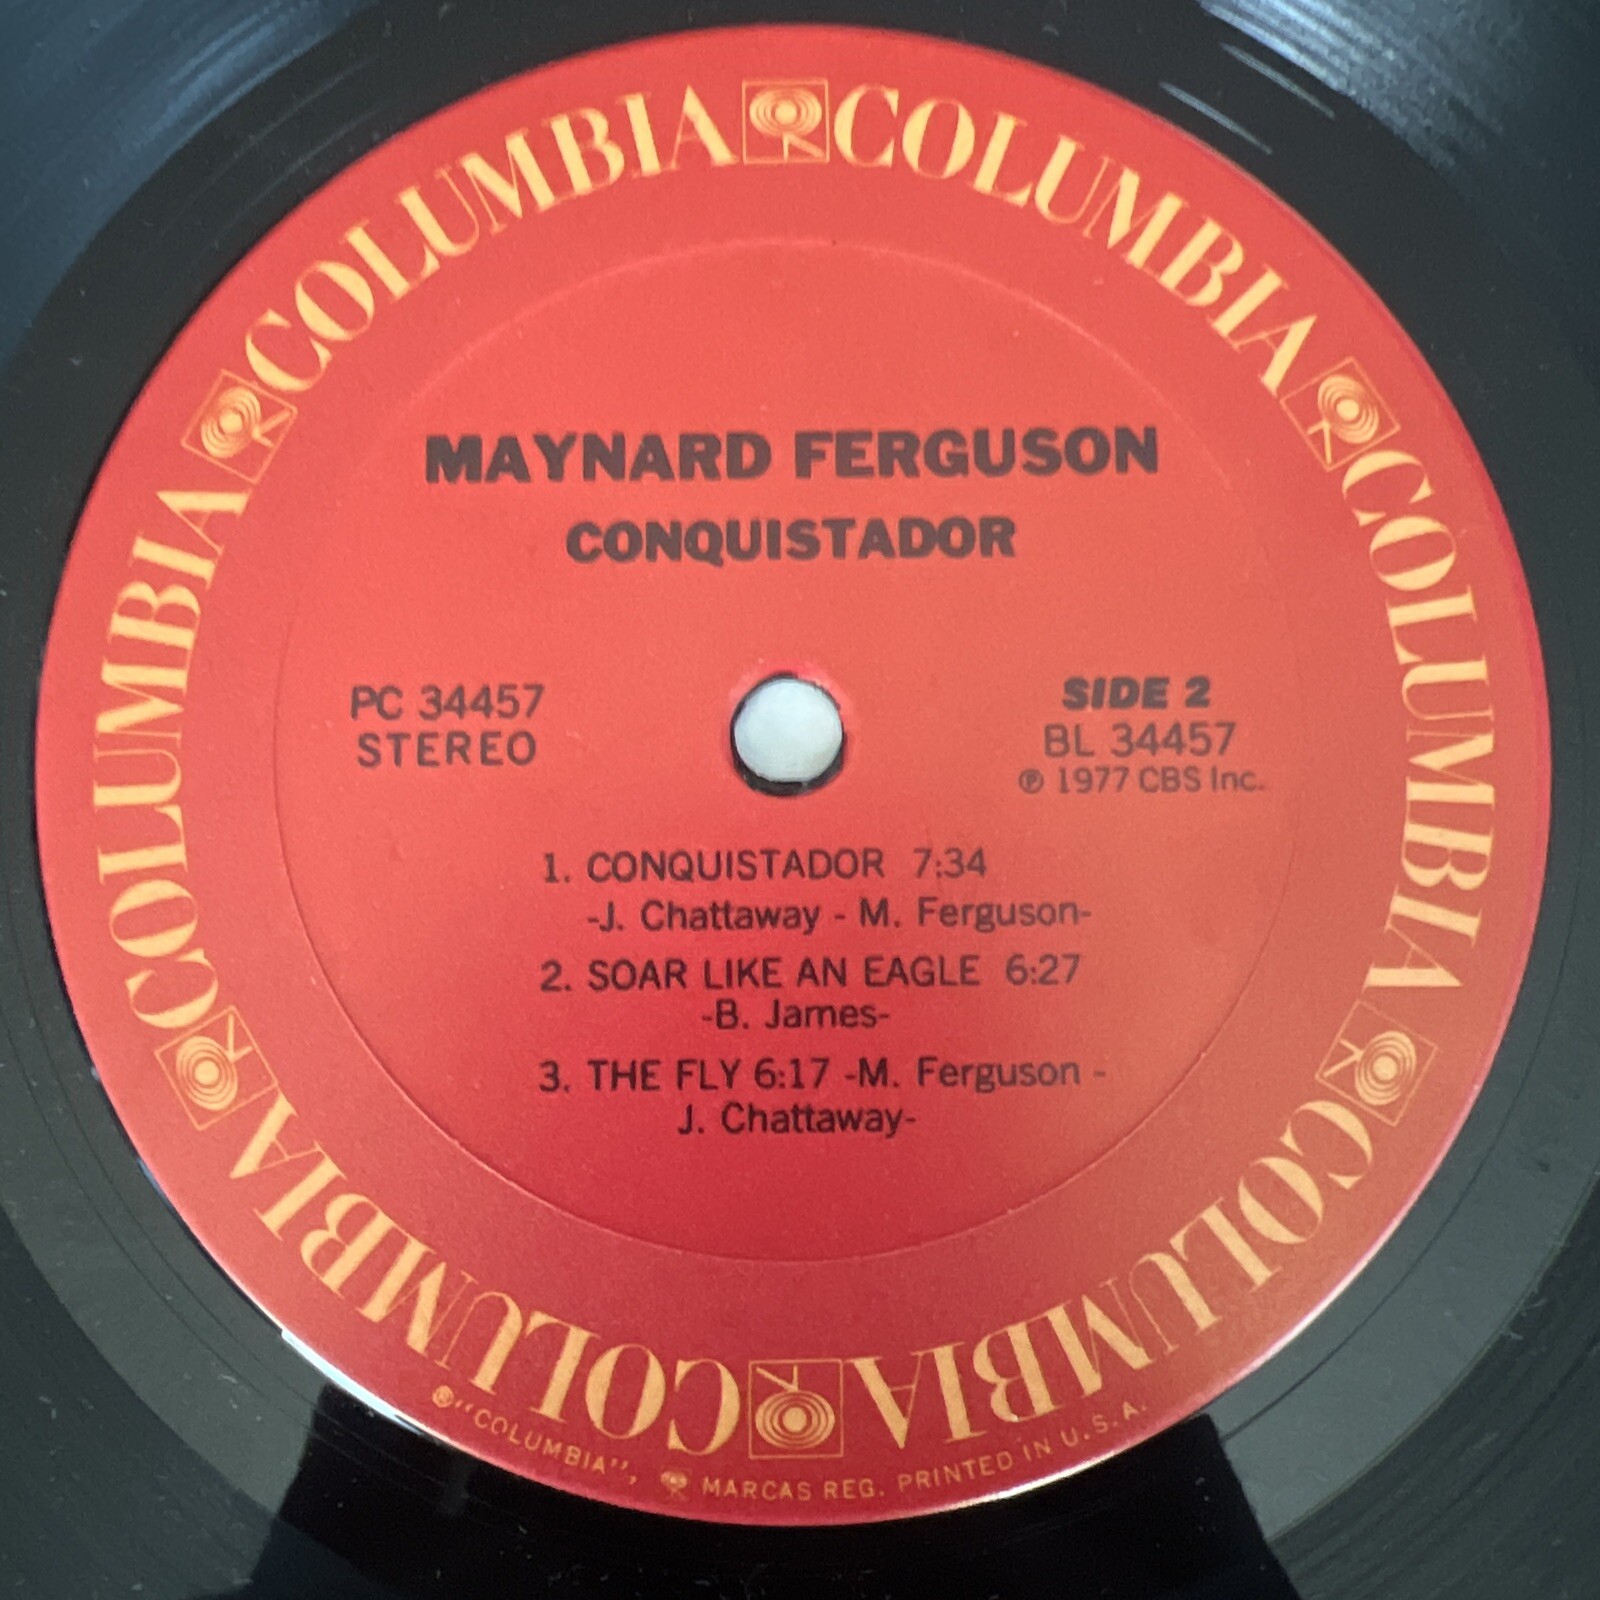 COLUMBIA COLUMBIA COLUMBIA COLUMBIA COLUMBIA COLUMBIA
MAYNARD FERGUSON
CONQUISTADOR
PC 34457
STEREO
SIDE 2
BL 34457
℗ 1977 CBS Inc.
1. CONQUISTADOR 7:34
-J. Chattaway - M. Ferguson-
2. SOAR LIKE AN EAGLE 6:27
-B. James-
3. THE FLY 6:17 -M. Ferguson -
J. Chattaway-
® "COLUMBIA", MARCAS REG. PRINTED IN U.S.A.